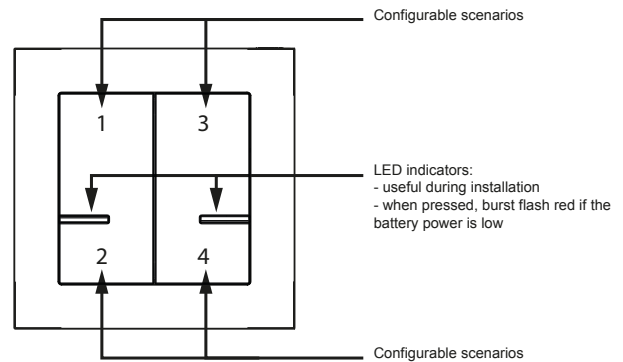 Configurable scenarios
1 3
LED indicators:
- useful during installation
- when pressed, burst flash red if the
battery power is low
2 4
Configurable scenarios